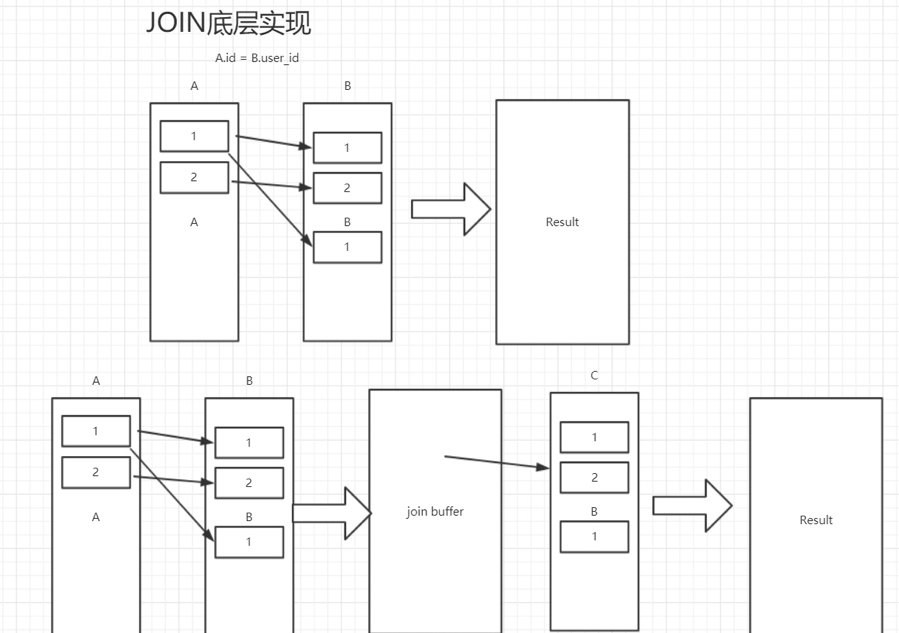 JOIN底层实现
A.id = B.user_id
A
B
1
1
2
2
A
B
1
Result
A
B
C
1
1
1
2
2
2
A
B
B
1
1
join buffer
Result